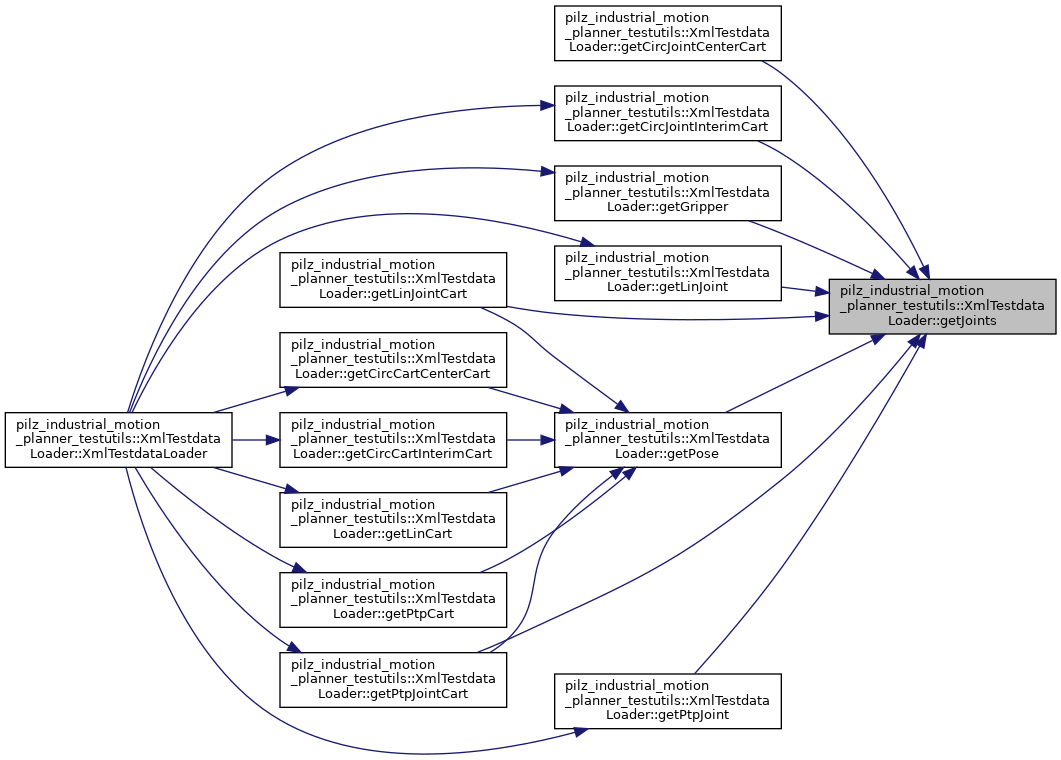 pilz_industrial_motion
_planner_testutils::XmlTestdata
Loader::getCircJointCenterCart
pilz_industrial_motion
_planner_testutils::XmlTestdata
Loader::getCircJointInterimCart
pilz_industrial_motion
_planner_testutils::XmlTestdata
Loader::getGripper
pilz_industrial_motion
_planner_testutils::XmlTestdata
Loader::getLinJoint
pilz_industrial_motion
_planner_testutils::XmlTestdata
Loader::getLinJointCart
pilz_industrial_motion
_planner_testutils::XmlTestdata
Loader::getJoints
pilz_industrial_motion
_planner_testutils::XmlTestdata
Loader::getCircCartCenterCart
pilz_industrial_motion
_planner_testutils::XmlTestdata
Loader::XmlTestdataLoader
pilz_industrial_motion
_planner_testutils::XmlTestdata
Loader::getCircCartInterimCart
pilz_industrial_motion
_planner_testutils::XmlTestdata
Loader::getPose
pilz_industrial_motion
_planner_testutils::XmlTestdata
Loader::getLinCart
pilz_industrial_motion
_planner_testutils::XmlTestdata
Loader::getPtpCart
pilz_industrial_motion
_planner_testutils::XmlTestdata
Loader::getPtpJointCart
pilz_industrial_motion
_planner_testutils::XmlTestdata
Loader::getPtpJoint